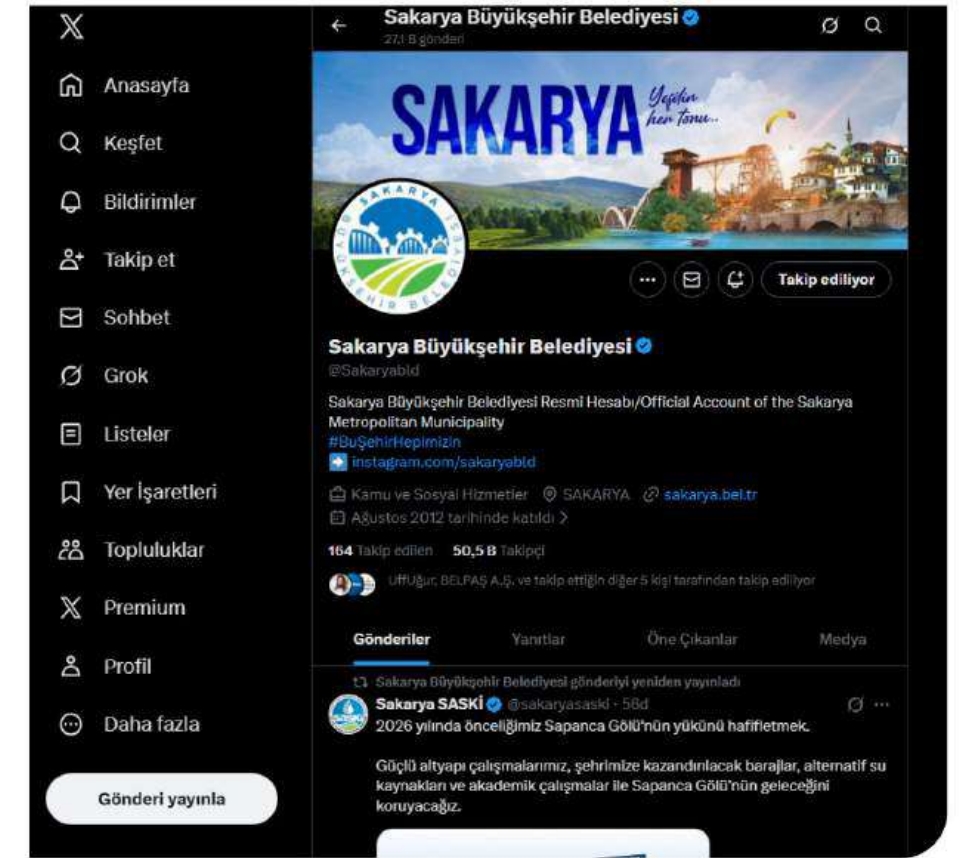 Anasayfa
Keşfet
Bildirimler
Takip et
Sohbet
Grok
Listeler
Yer İşaretleri
Topluluklar
Premium
Profil
Daha fazla
Gönderi yayınla
Sakarya Büyükşehir Belediyesi
27,1 B gönderi
SAKARYA
Yeşilin
her tonu...
SAKARYA BÜYÜKŞEHİR BELEDİYESİ
Takip ediliyor
Sakarya Büyükşehir Belediyesi
@Sakaryabld
Sakarya Büyükşehir Belediyesi Resmî Hesabı/Official Account of the Sakarya
Metropolitan Municipality
#BuŞehirHepimizin
instagram.com/sakaryabld
Kamu ve Sosyal Hizmetler SAKARYA sakarya.bel.tr
Ağustos 2012 tarihinde katıldı
164 Takip edilen 50,5 B Takipçi
UffUğur, BELPAŞ A.Ş. ve takip ettiğin diğer 5 kişi tarafından takip ediliyor
Gönderiler Yanıtlar Öne Çıkanlar Medya
Sakarya Büyükşehir Belediyesi gönderiyi yeniden yayınladı
Sakarya SASKİ @sakaryasaski · 56d
2026 yılında önceliğimiz Sapanca Gölü'nün yükünü hafifletmek.
Güçlü altyapı çalışmalarımız, şehrimize kazandırılacak barajlar, alternatif su
kaynakları ve akademik çalışmalar ile Sapanca Gölü'nün geleceğini
koruyacağız.